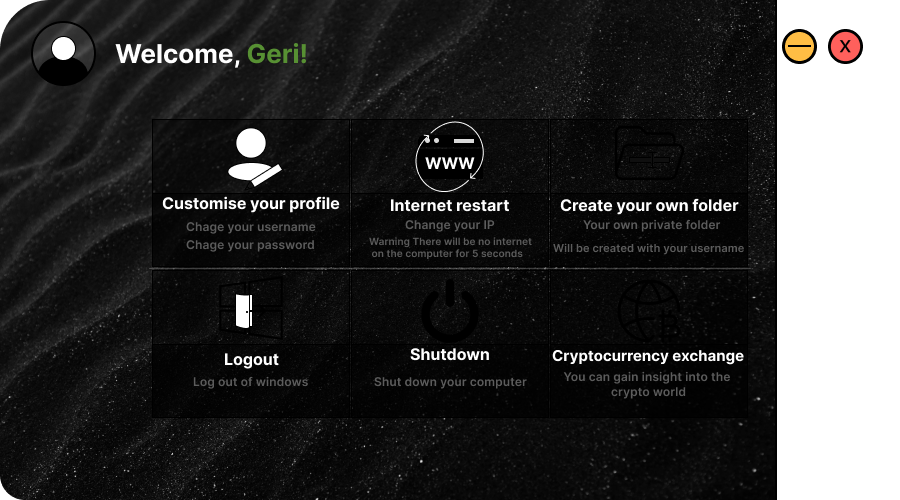 Welcome, Geri!
X
WWW
Customise your profile
Chage your username
Chage your password
Internet restart
Change your IP
Warning There will be no internet
on the computer for 5 seconds
Create your own folder
Your own private folder
Will be created with your username
Logout
Log out of windows
Shutdown
Shut down your computer
Cryptocurrency exchange
You can gain insight into the
crypto world